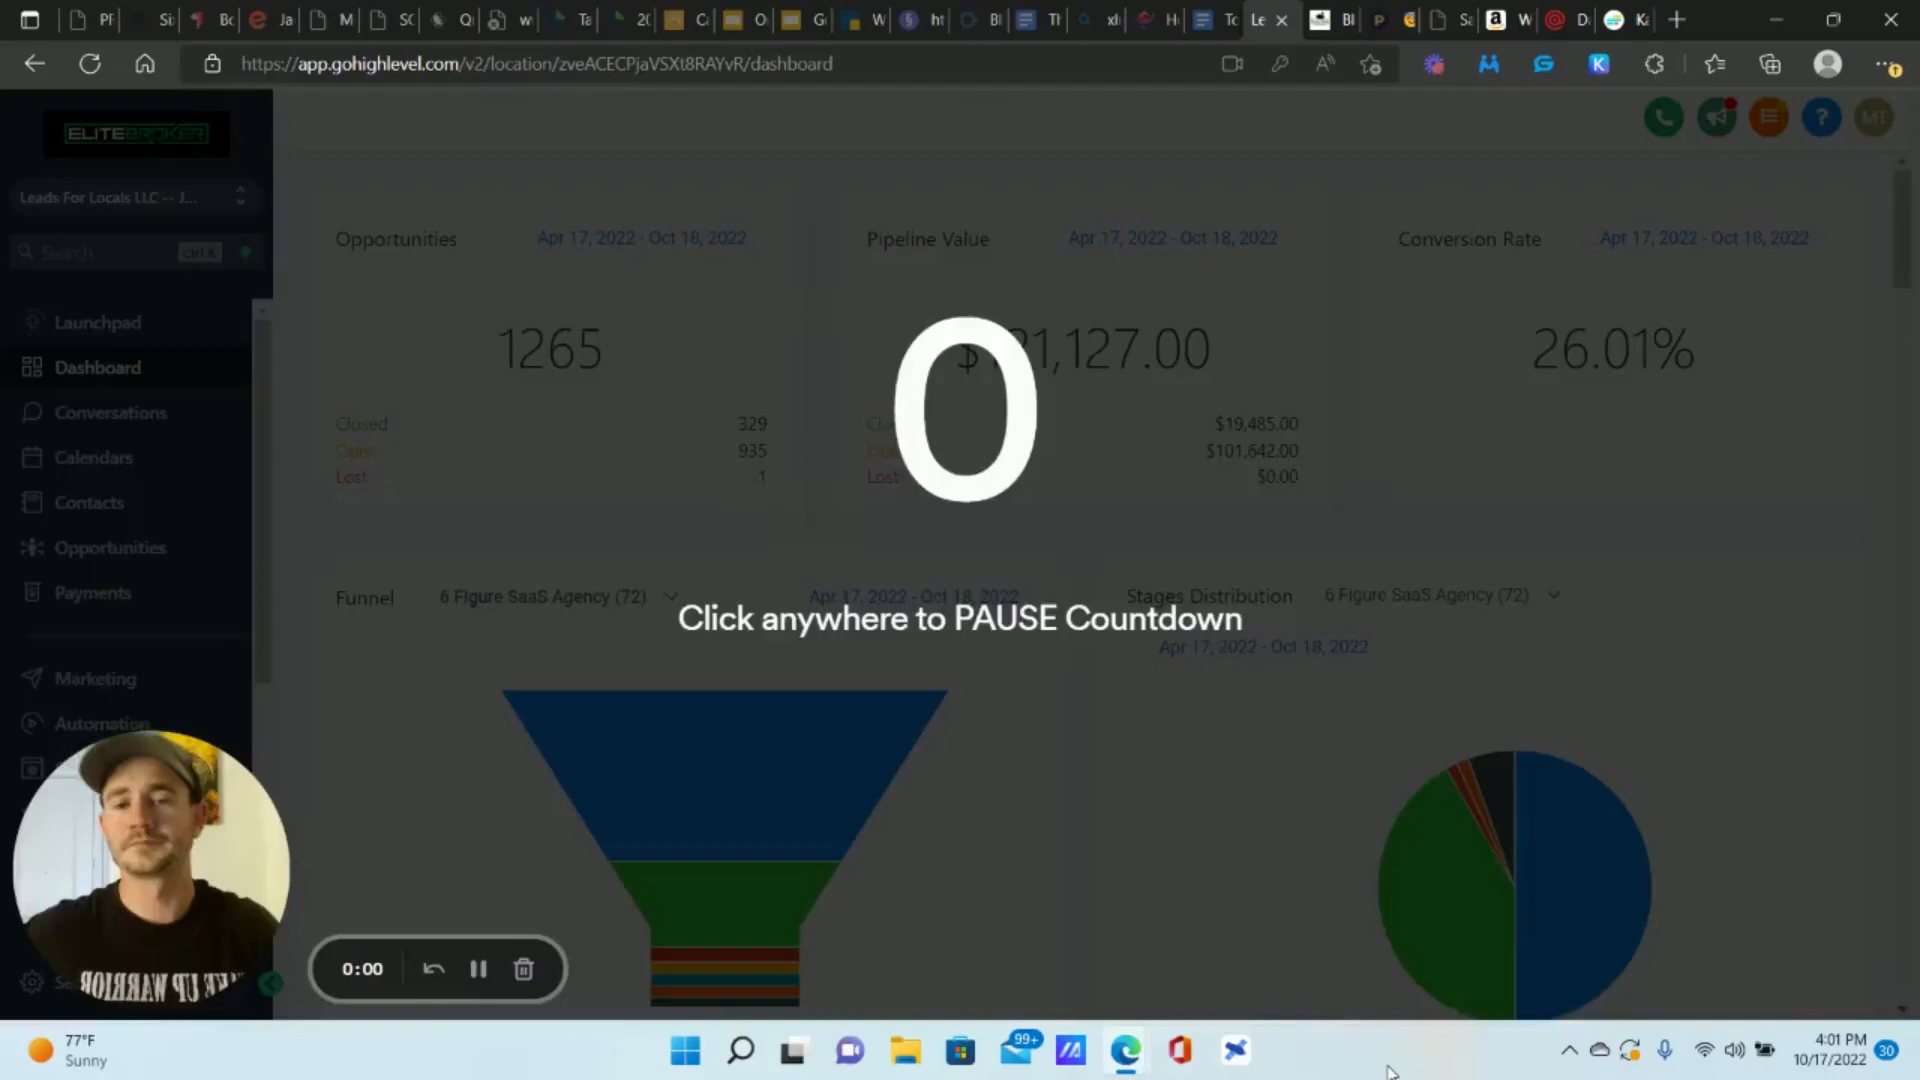 https://app.gohighlevel.com/v2/location/zveACECPjaVSXt8RAYvR/dashboard
ELITEBROKER
MT
Leads For Locals LLC -- J...
Search
ctrl K
Launchpad
Dashboard
Conversations
Calendars
Contacts
Opportunities
Payments
Marketing
Automation
Opportunities
Apr 17, 2022 - Oct 18, 2022
1265
Closed 329
Open 935
Lost 1
Pipeline Value
Apr 17, 2022 - Oct 18, 2022
1,127.00
$19,485.00
$101,642.00
Lost $0.00
Conversion Rate
Apr 17, 2022 - Oct 18, 2022
26.01%
0
Click anywhere to PAUSE Countdown
Funnel
6 Figure SaaS Agency (72)
Apr 17, 2022 - Oct 18, 2022
Stages Distribution
6 Figure SaaS Agency (72)
Apr 17, 2022 - Oct 18, 2022
0:00
77°F
Sunny
99+
4:01 PM
10/17/2022
30